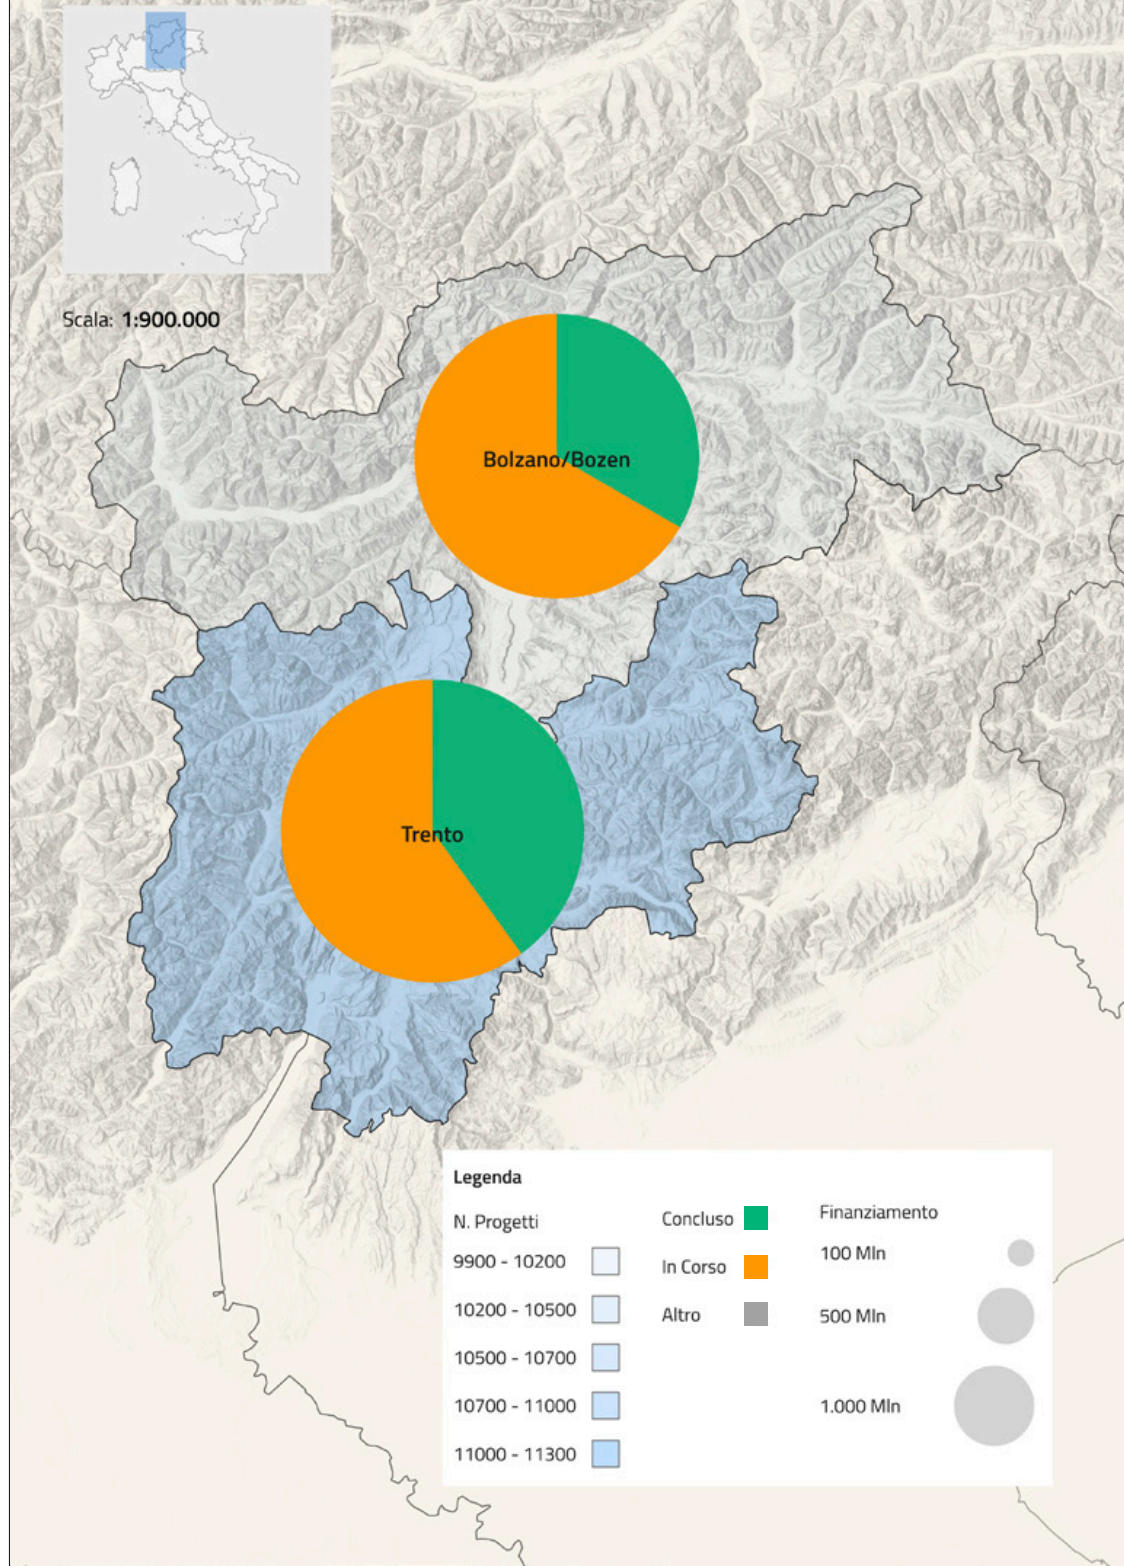 Scala: 1:900.000
Bolzano/Bozen
Trento
Legenda
N. Progetti
9900 - 10200
10200 - 10500
10500 - 10700
10700 - 11000
11000 - 11300
Concluso
In Corso
Altro
Finanziamento
100 Mln
500 Mln
1.000 Mln